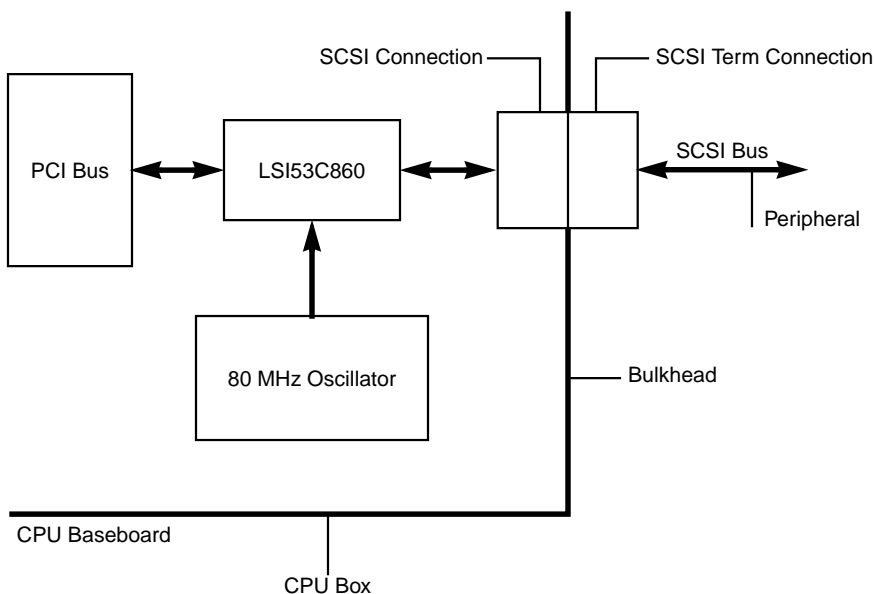 SCSI Connection
SCSI Term Connection
PCI Bus
LSI53C860
SCSI Bus
Peripheral
80 MHz Oscillator
Bulkhead
CPU Baseboard
CPU Box